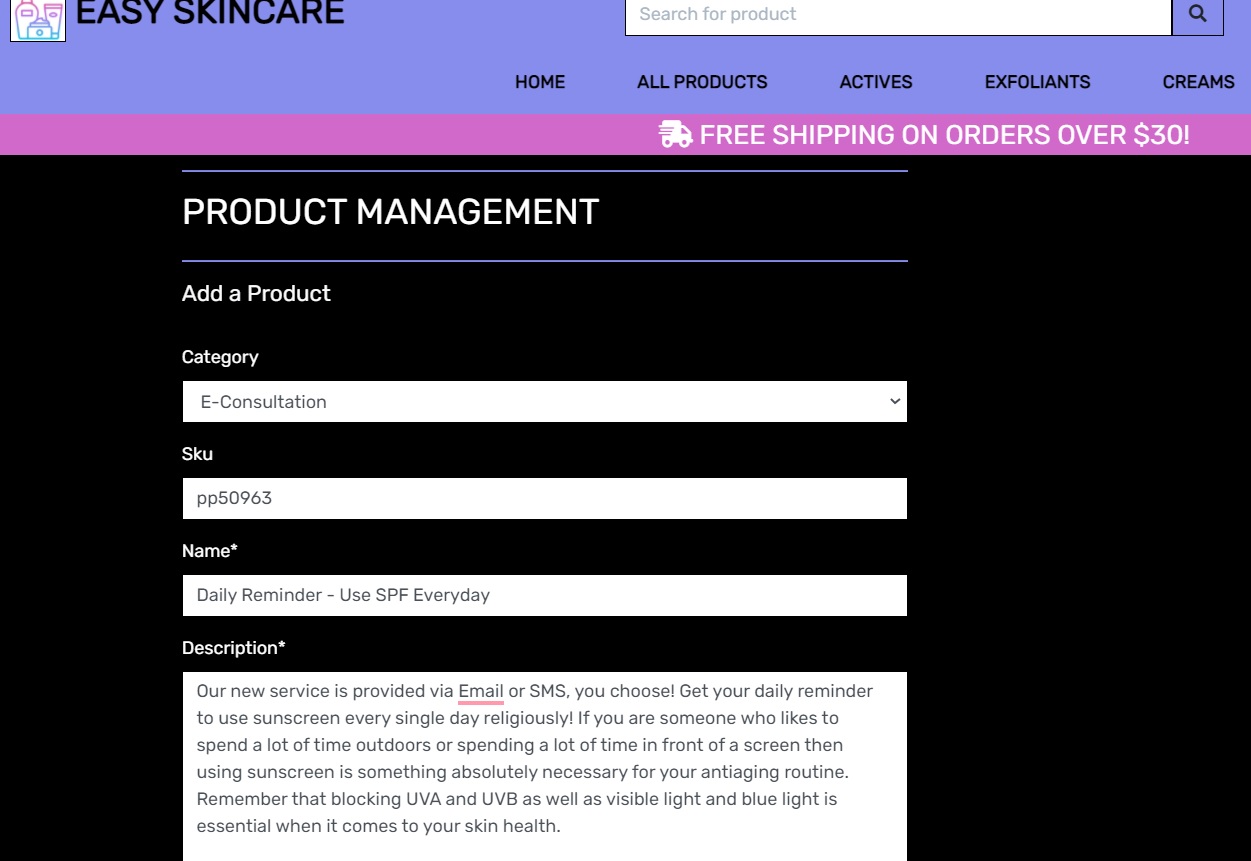 EASY SKINCARE
Search for product
HOME ALL PRODUCTS ACTIVES EXFOLIANTS CREAMS
FREE SHIPPING ON ORDERS OVER $30!
PRODUCT MANAGEMENT
Add a Product
Category
E-Consultation
Sku
pp50963
Name*
Daily Reminder - Use SPF Everyday
Description*
Our new service is provided via Email or SMS, you choose! Get your daily reminder
to use sunscreen every single day religiously! If you are someone who likes to
spend a lot of time outdoors or spending a lot of time in front of a screen then
using sunscreen is something absolutely necessary for your antiaging routine.
Remember that blocking UVA and UVB as well as visible light and blue light is
essential when it comes to your skin health.